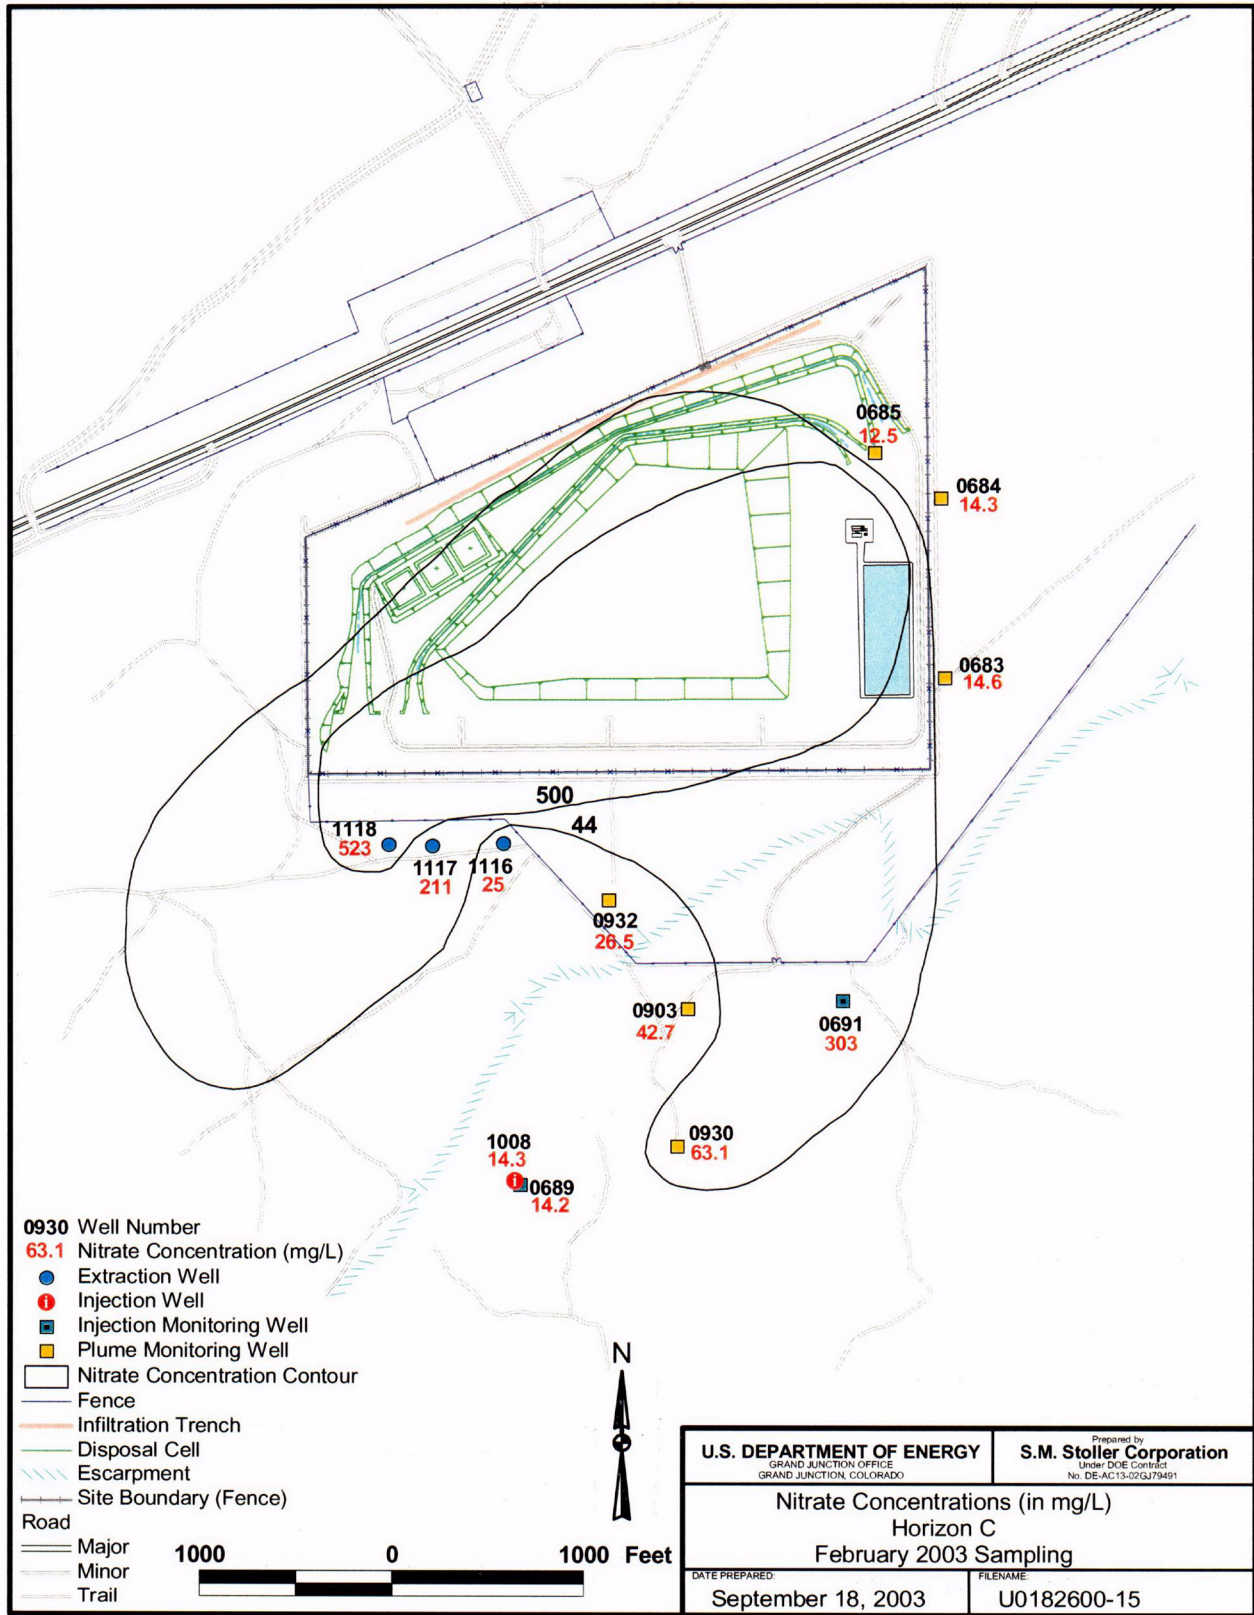 0685
12.5
0684
14.3
0683
14.6
500
44
1118
523
1117
211
1116
25
0932
26.5
0903
42.7
0691
303
0930
63.1
1008
14.3
i
0689
14.2
0930 Well Number
63.1 Nitrate Concentration (mg/L)
Extraction Well
i Injection Well
Injection Monitoring Well
Plume Monitoring Well
Nitrate Concentration Contour
Fence
Infiltration Trench
Disposal Cell
Escarpment
Site Boundary (Fence)
Road
Major
Minor
Trail
N
1000 0 1000 Feet
U.S. DEPARTMENT OF ENERGY
GRAND JUNCTION OFFICE
GRAND JUNCTION, COLORADO
Prepared by
S.M. Stoller Corporation
Under DOE Contract
No. DE-AC13-02GJ79491
Nitrate Concentrations (in mg/L)
Horizon C
February 2003 Sampling
DATE PREPARED:
September 18, 2003
FILENAME:
U0182600-15